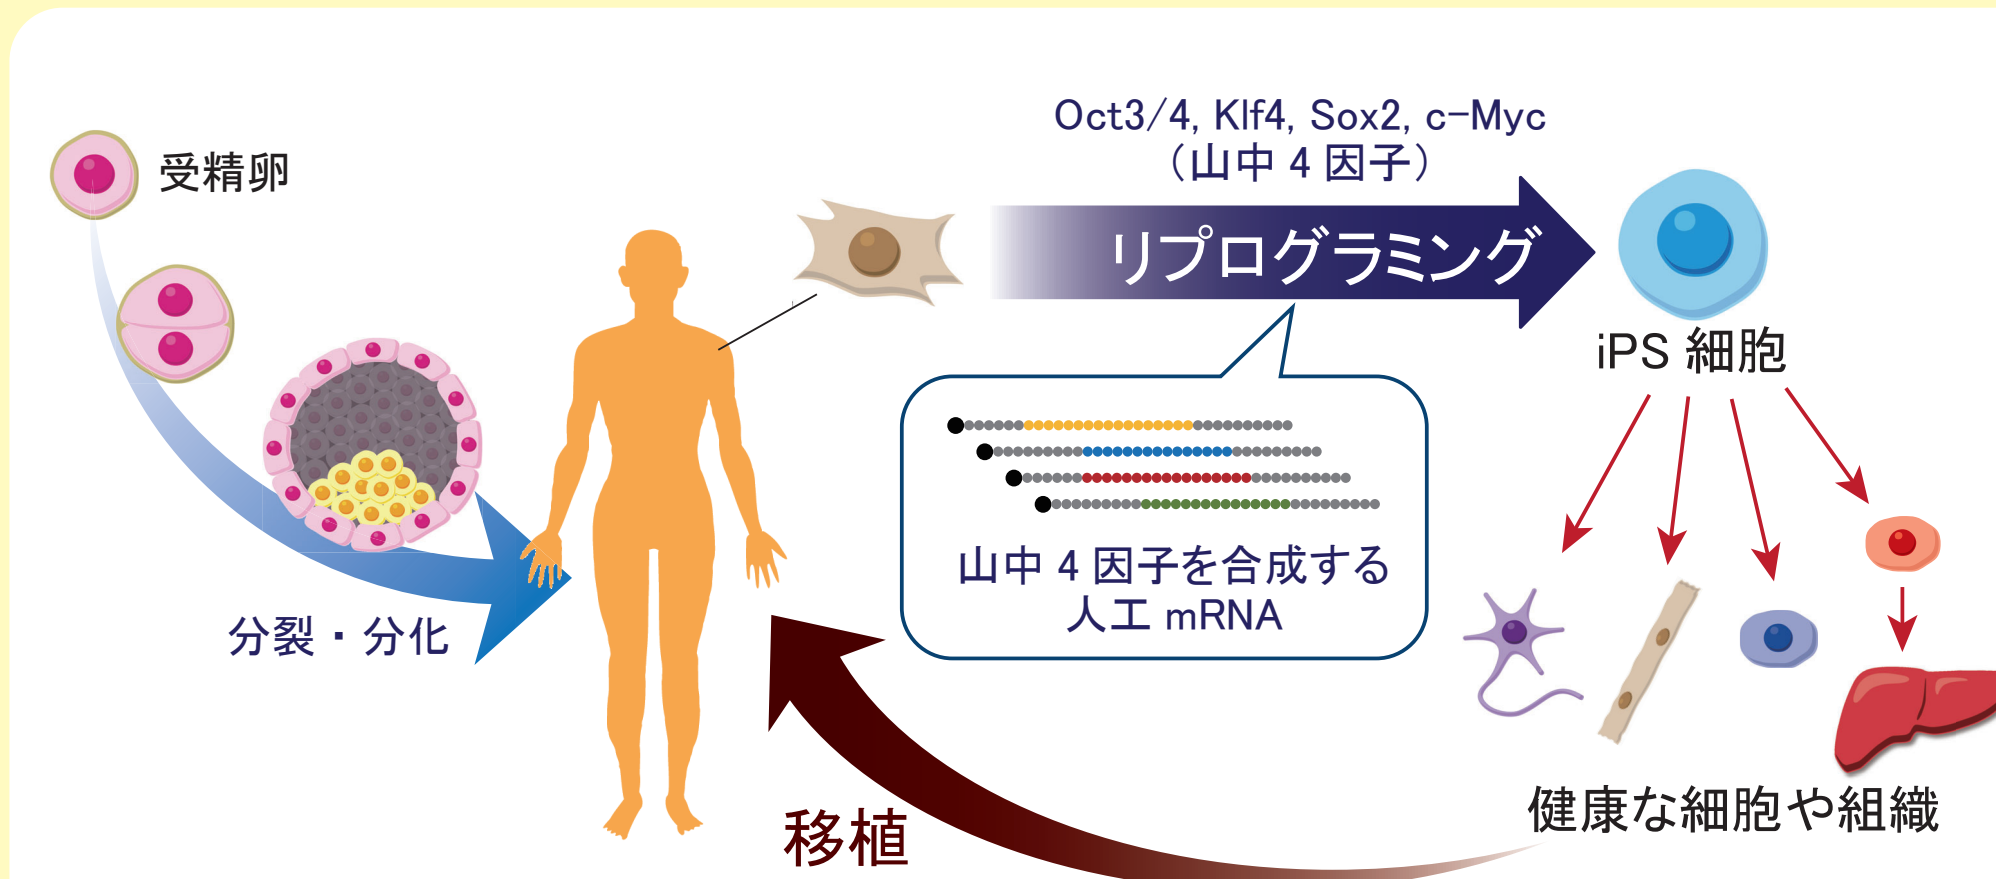 受精卵
分裂・分化
Oct3/4, Klf4, Sox2, c-Myc
（山中 4 因子）
リプログラミング
iPS 細胞
山中 4 因子を合成する
人工 mRNA
健康な細胞や組織
移植